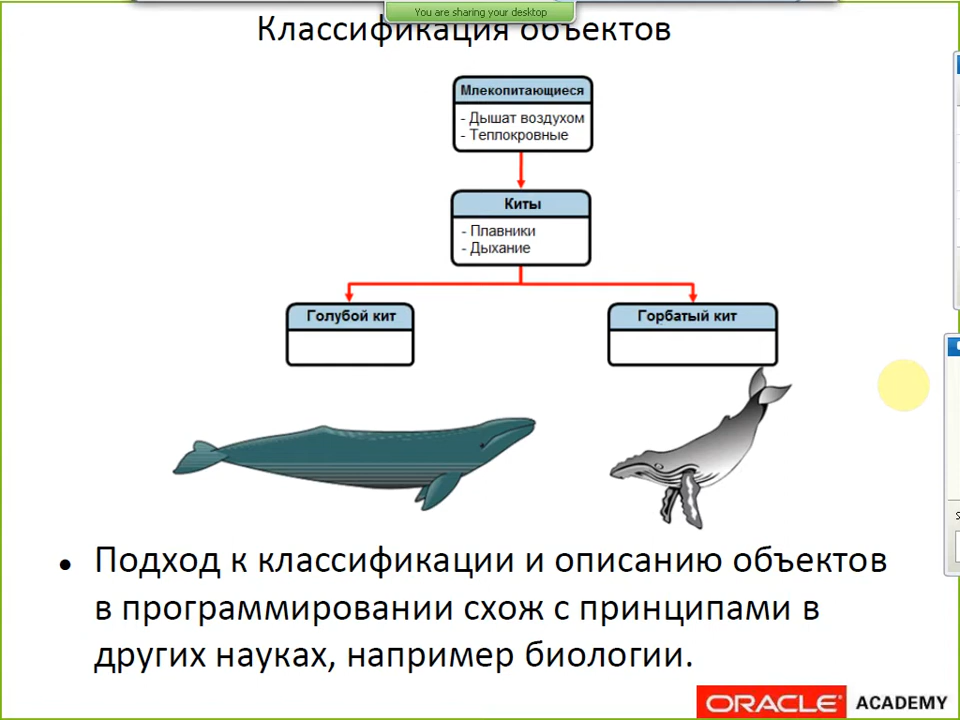 You are sharing your desktop
Классификация объектов
Млекопитающиеся
- Дышат воздухом
- Теплокровные
Киты
- Плавники
- Дыхание
Голубой кит
Горбатый кит
• Подход к классификации и описанию объектов
в программировании схож с принципами в
других науках, например биологии.
ORACLE ACADEMY